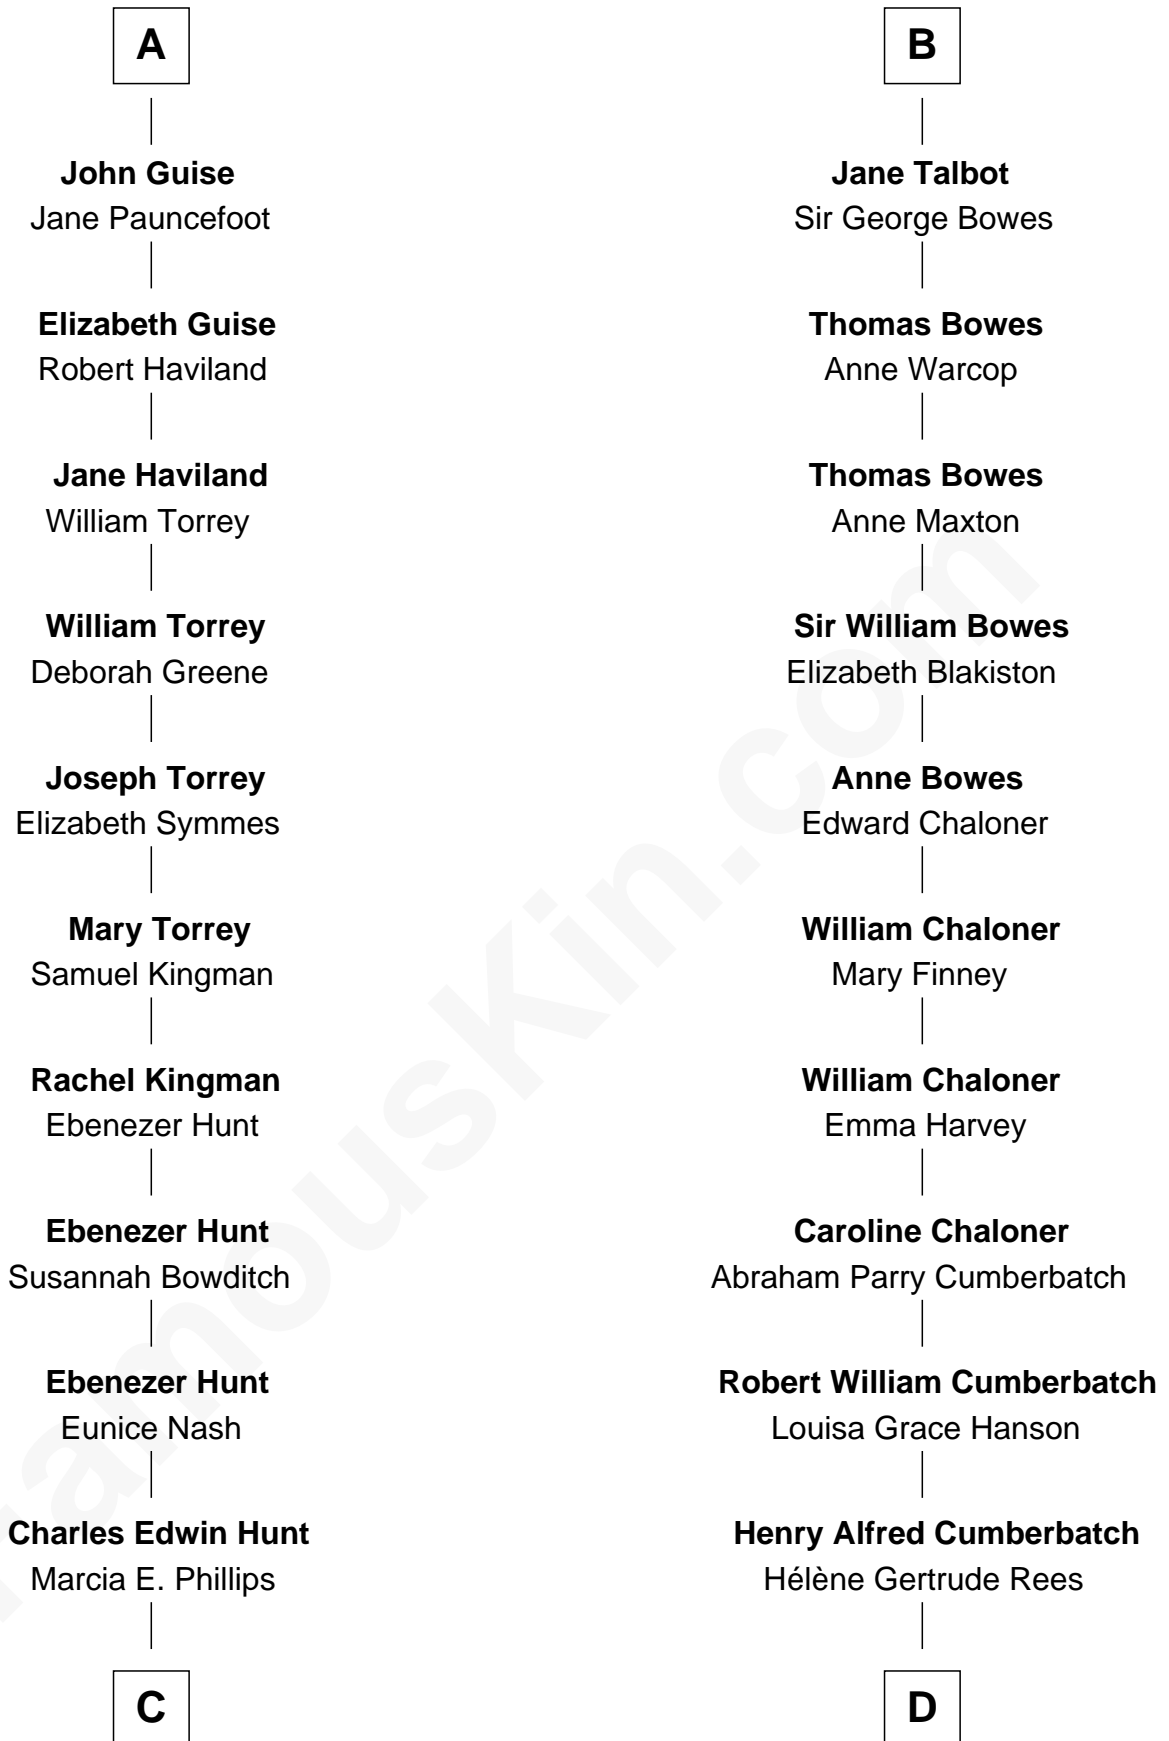 A
John Guise
Jane Pauncefoot
Elizabeth Guise
Robert Haviland
Jane Haviland
William Torrey
William Torrey
Deborah Greene
Joseph Torrey
Elizabeth Symmes
Mary Torrey
Samuel Kingman
Rachel Kingman
Ebenezer Hunt
Ebenezer Hunt
Susannah Bowditch
Ebenezer Hunt
Eunice Nash
Charles Edwin Hunt
Marcia E. Phillips
C
B
Jane Talbot
Sir George Bowes
Thomas Bowes
Anne Warcop
Thomas Bowes
Anne Maxton
Sir William Bowes
Elizabeth Blakiston
Anne Bowes
Edward Chaloner
William Chaloner
Mary Finney
William Chaloner
Emma Harvey
Caroline Chaloner
Abraham Parry Cumberbatch
Robert William Cumberbatch
Louisa Grace Hanson
Henry Alfred Cumberbatch
Hélène Gertrude Rees
D
FamousKin.com